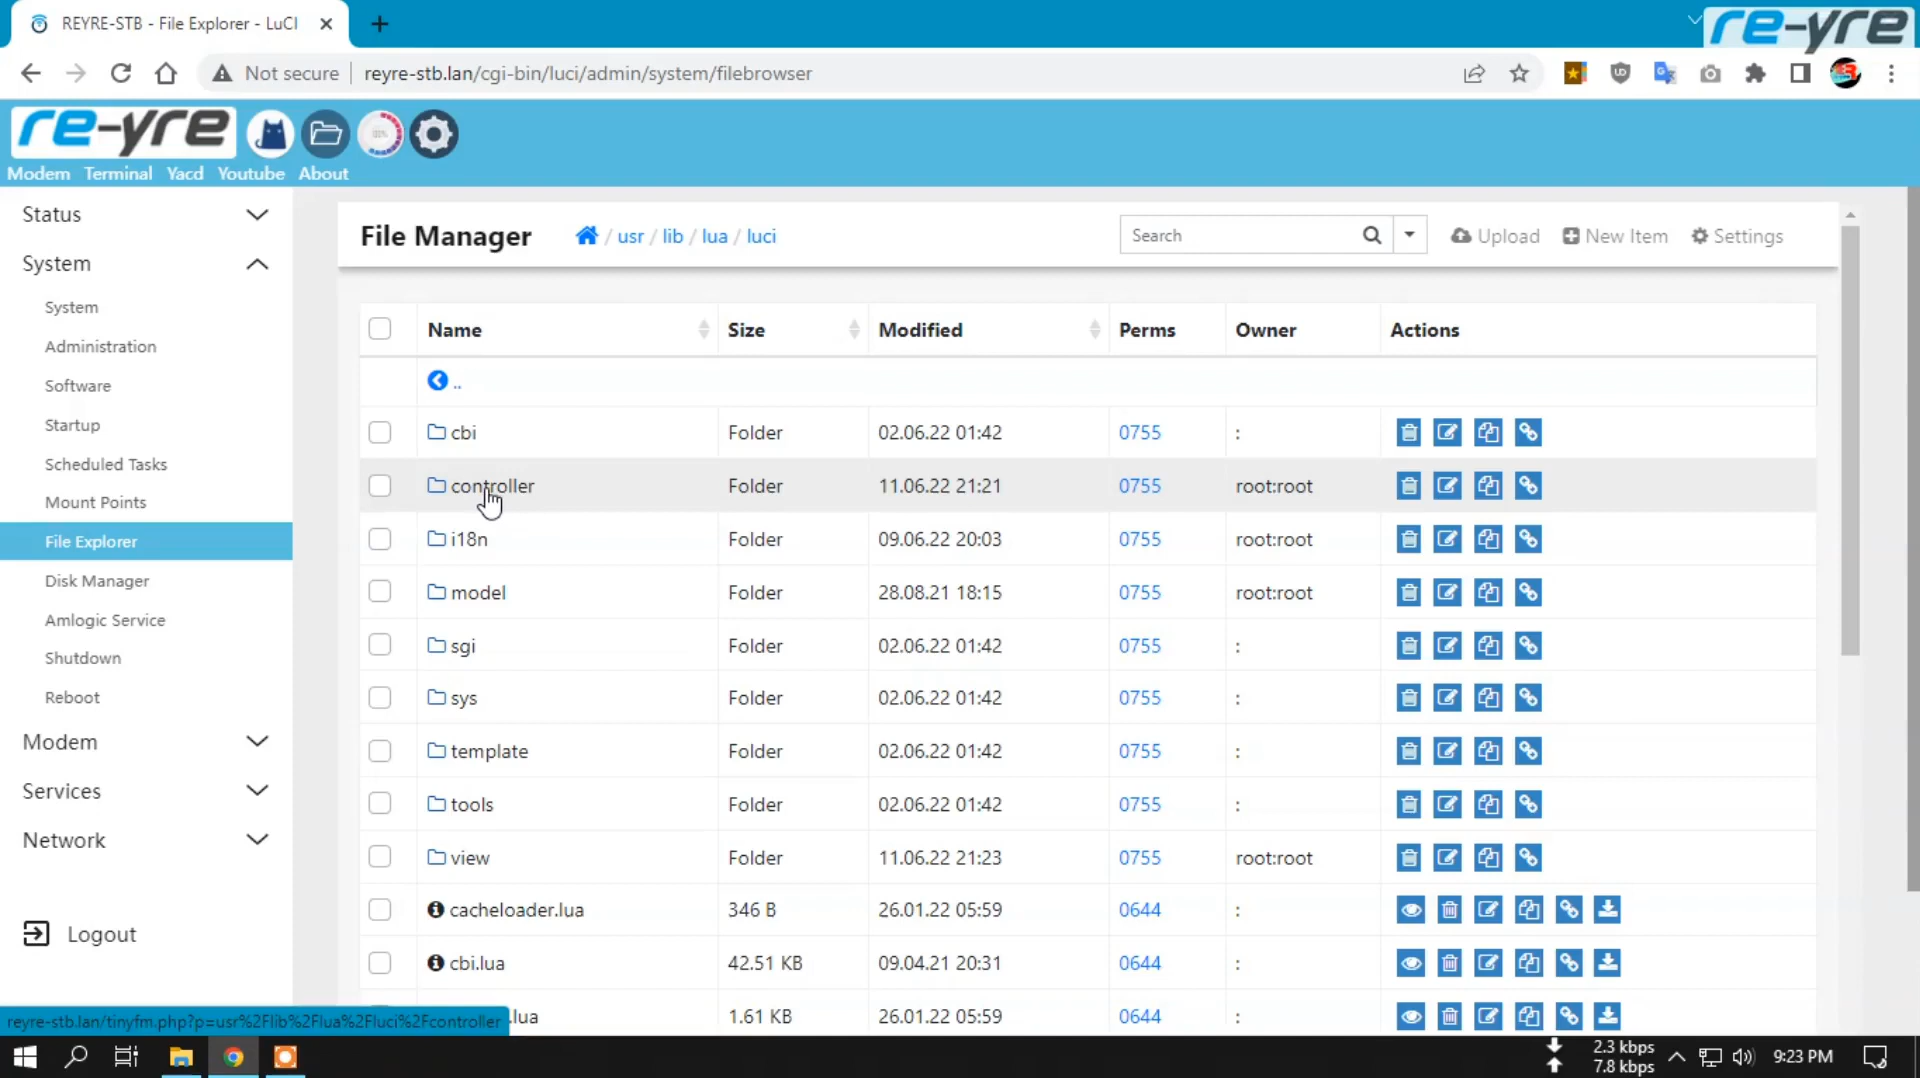 REYRE-STB - File Explorer - LuCI
re-yre
Not secure
reyre-stb.lan/cgi-bin/luci/admin/system/filebrowser
re-yre
Modem Terminal Yacd Youtube About
Status
System
System
Administration
Software
Startup
Scheduled Tasks
Mount Points
File Explorer
Disk Manager
Amlogic Service
Shutdown
Reboot
Modem
Services
Network
Logout
File Manager
/ usr / lib / lua / luci
Search
Upload
New Item
Settings
Name Size Modified Perms Owner Actions
..
cbi Folder 02.06.22 01:42 0755 :
controller Folder 11.06.22 21:21 0755 root:root
i18n Folder 09.06.22 20:03 0755 root:root
model Folder 28.08.21 18:15 0755 root:root
sgi Folder 02.06.22 01:42 0755 :
sys Folder 02.06.22 01:42 0755 :
template Folder 02.06.22 01:42 0755 :
tools Folder 02.06.22 01:42 0755 :
view Folder 11.06.22 21:23 0755 root:root
cacheloader.lua 346 B 26.01.22 05:59 0644 :
cbi.lua 42.51 KB 09.04.21 20:31 0644 :
.lua 1.61 KB 26.01.22 05:59 0644 :
reyre-stb.lan/tinyfm.php?p=usr%2Flib%2Flua%2Fluci%2Fcontroller
2.3 kbps
7.8 kbps
9:23 PM